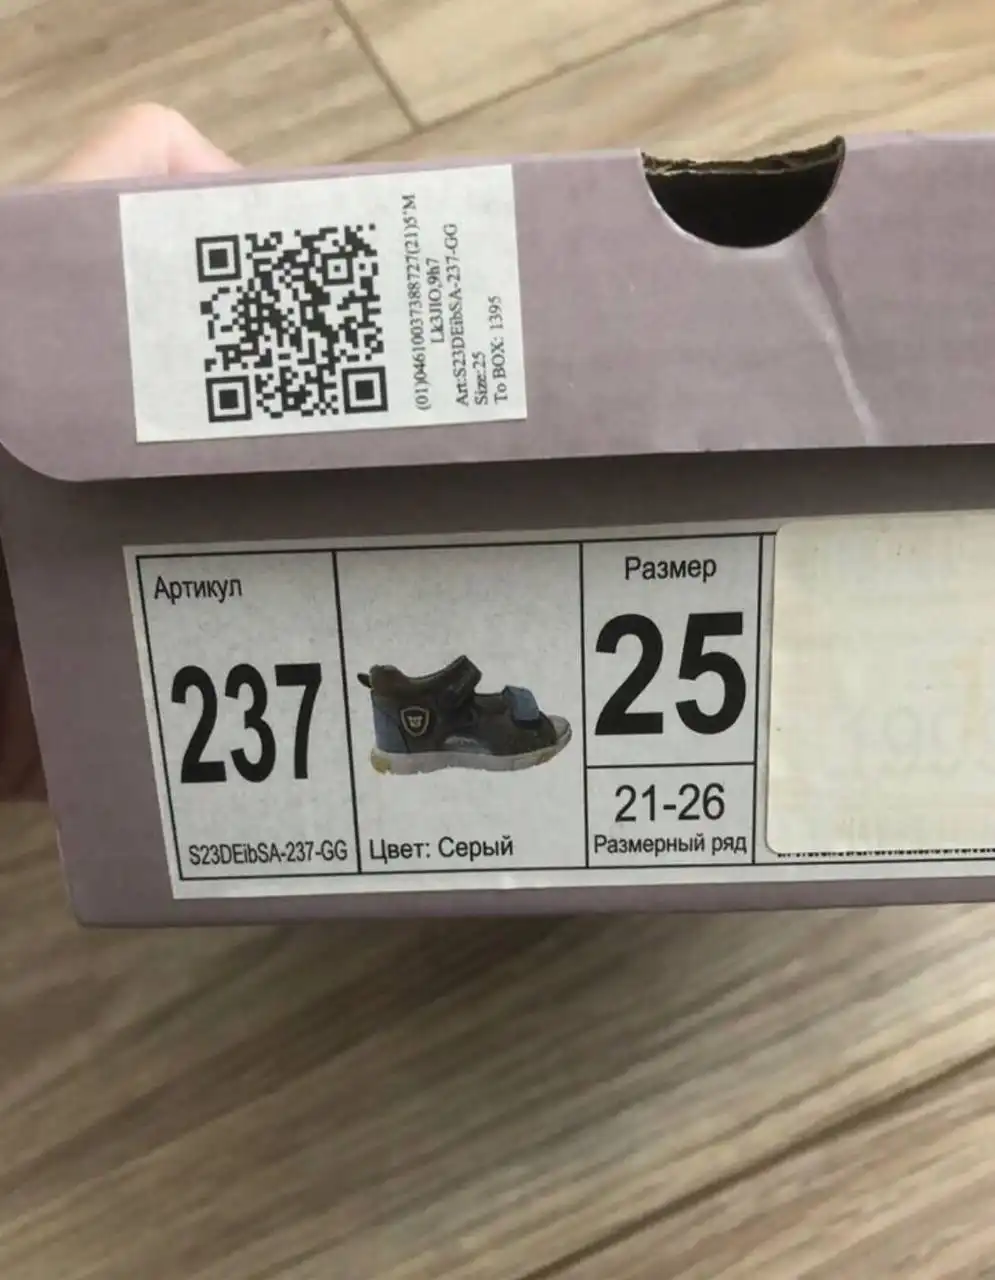 (01)04610037388727(21)5"M
Lk3JIO,9h7
Art:S23DEibSA-237-GG
Size:25
To BOX: 1395
Артикул
237
S23DEibSA-237-GG
Цвет: Серый
Размер
25
21-26
Размерный ряд